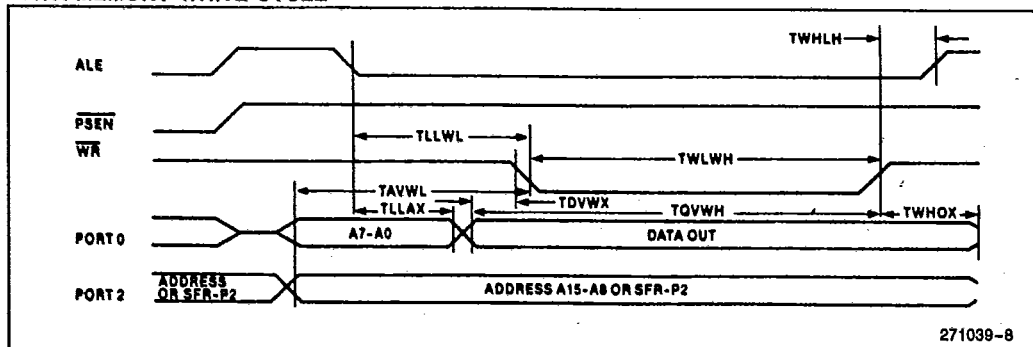 TWHLH
ALE
PSEN
TLLWL
WR
TWLWH
TAVWL
TDVWX
TLLAX
TQVWH
TWHQX
PORT 0
A7-A0
DATA OUT
ADDRESS
OR SFR-P2
PORT 2
ADDRESS A15-A8 OR SFR-P2
271039-8